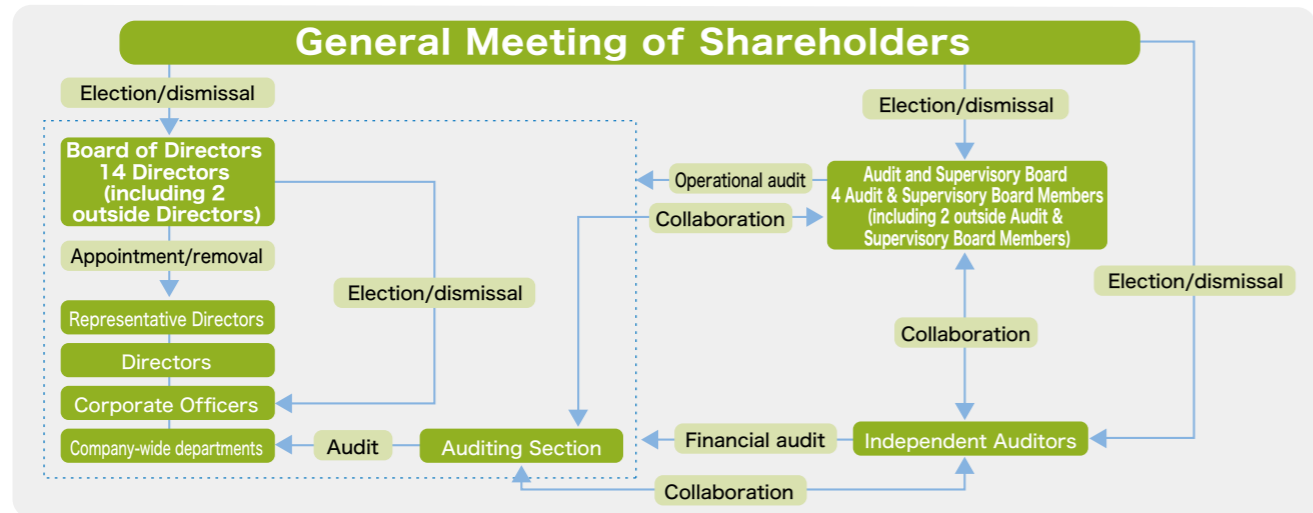 General Meeting of Shareholders
Election/dismissal
Election/dismissal
Board of Directors
14 Directors
(including 2
outside Directors)
Operational audit
Audit and Supervisory Board
4 Audit & Supervisory Board Members
(including 2 outside Audit &
Supervisory Board Members)
Collaboration
Appointment/removal
Election/dismissal
Election/dismissal
Representative Directors
Collaboration
Directors
Corporate Officers
Company-wide departments
Audit
Auditing Section
Financial audit
Independent Auditors
Collaboration